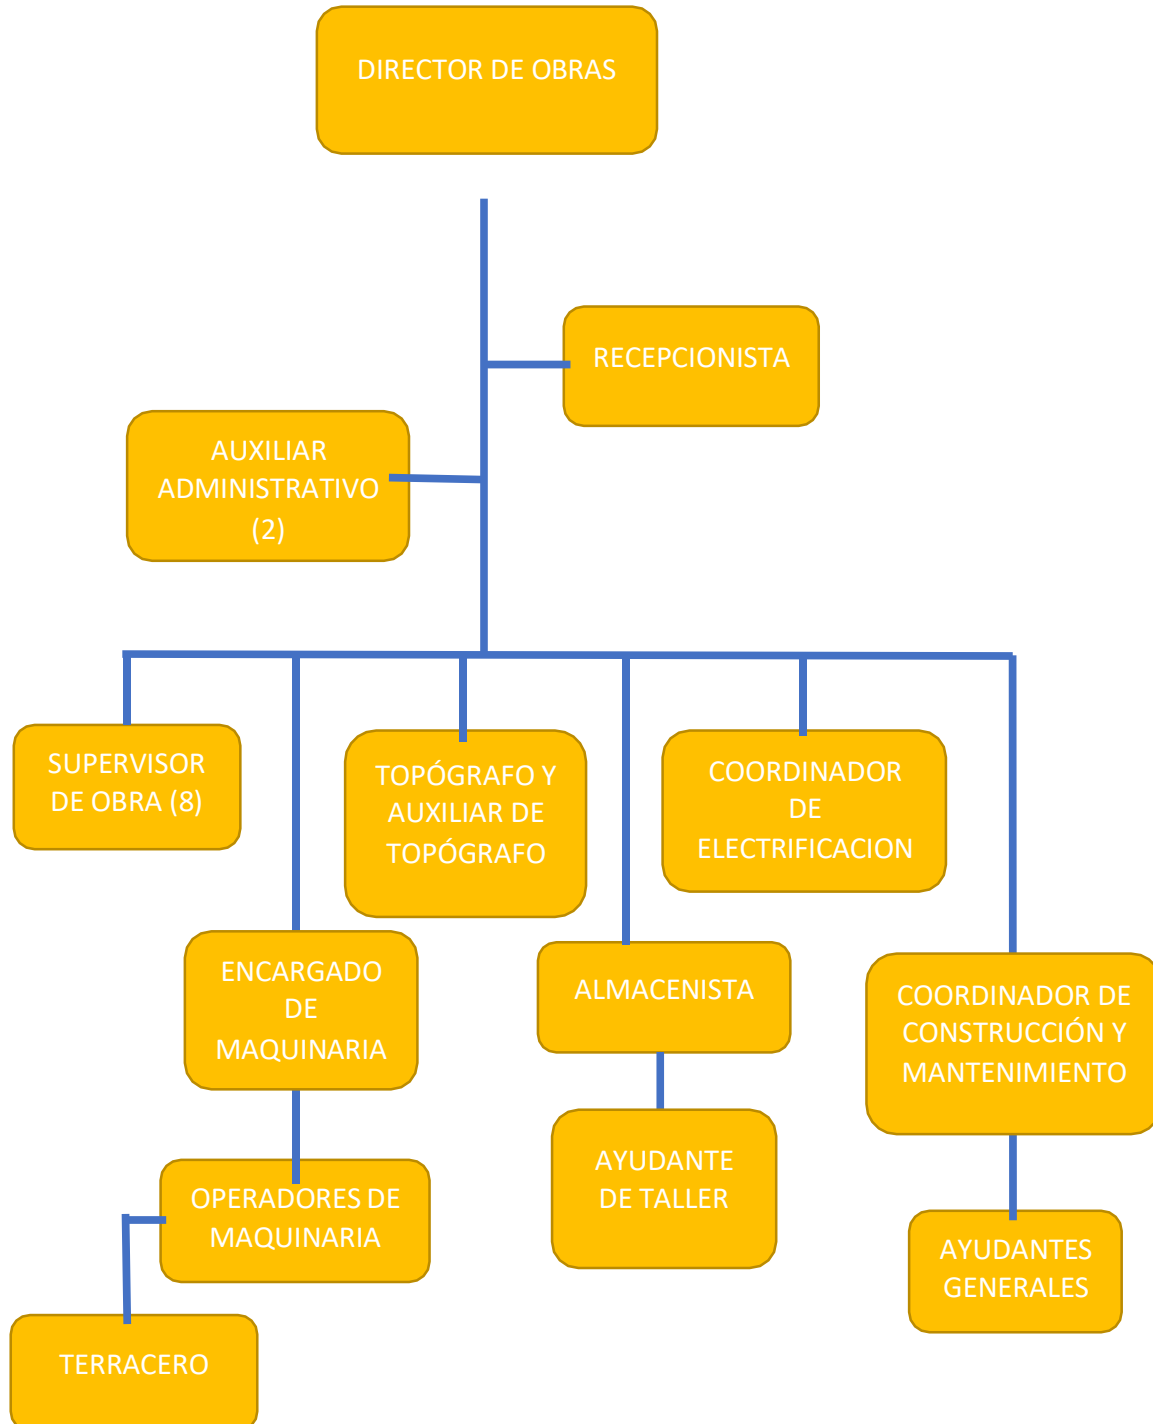 DIRECTOR DE OBRAS
RECEPCIONISTA
AUXILIAR
ADMINISTRATIVO
(2)
SUPERVISOR
DE OBRA (8)
TOPÓGRAFO Y
AUXILIAR DE
TOPÓGRAFO
COORDINADOR
DE
ELECTRIFICACION
ENCARGADO
DE
MAQUINARIA
ALMACENISTA
COORDINADOR DE
CONSTRUCCIÓN Y
MANTENIMIENTO
AYUDANTE
DE TALLER
OPERADORES DE
MAQUINARIA
AYUDANTES
GENERALES
TERRACERO